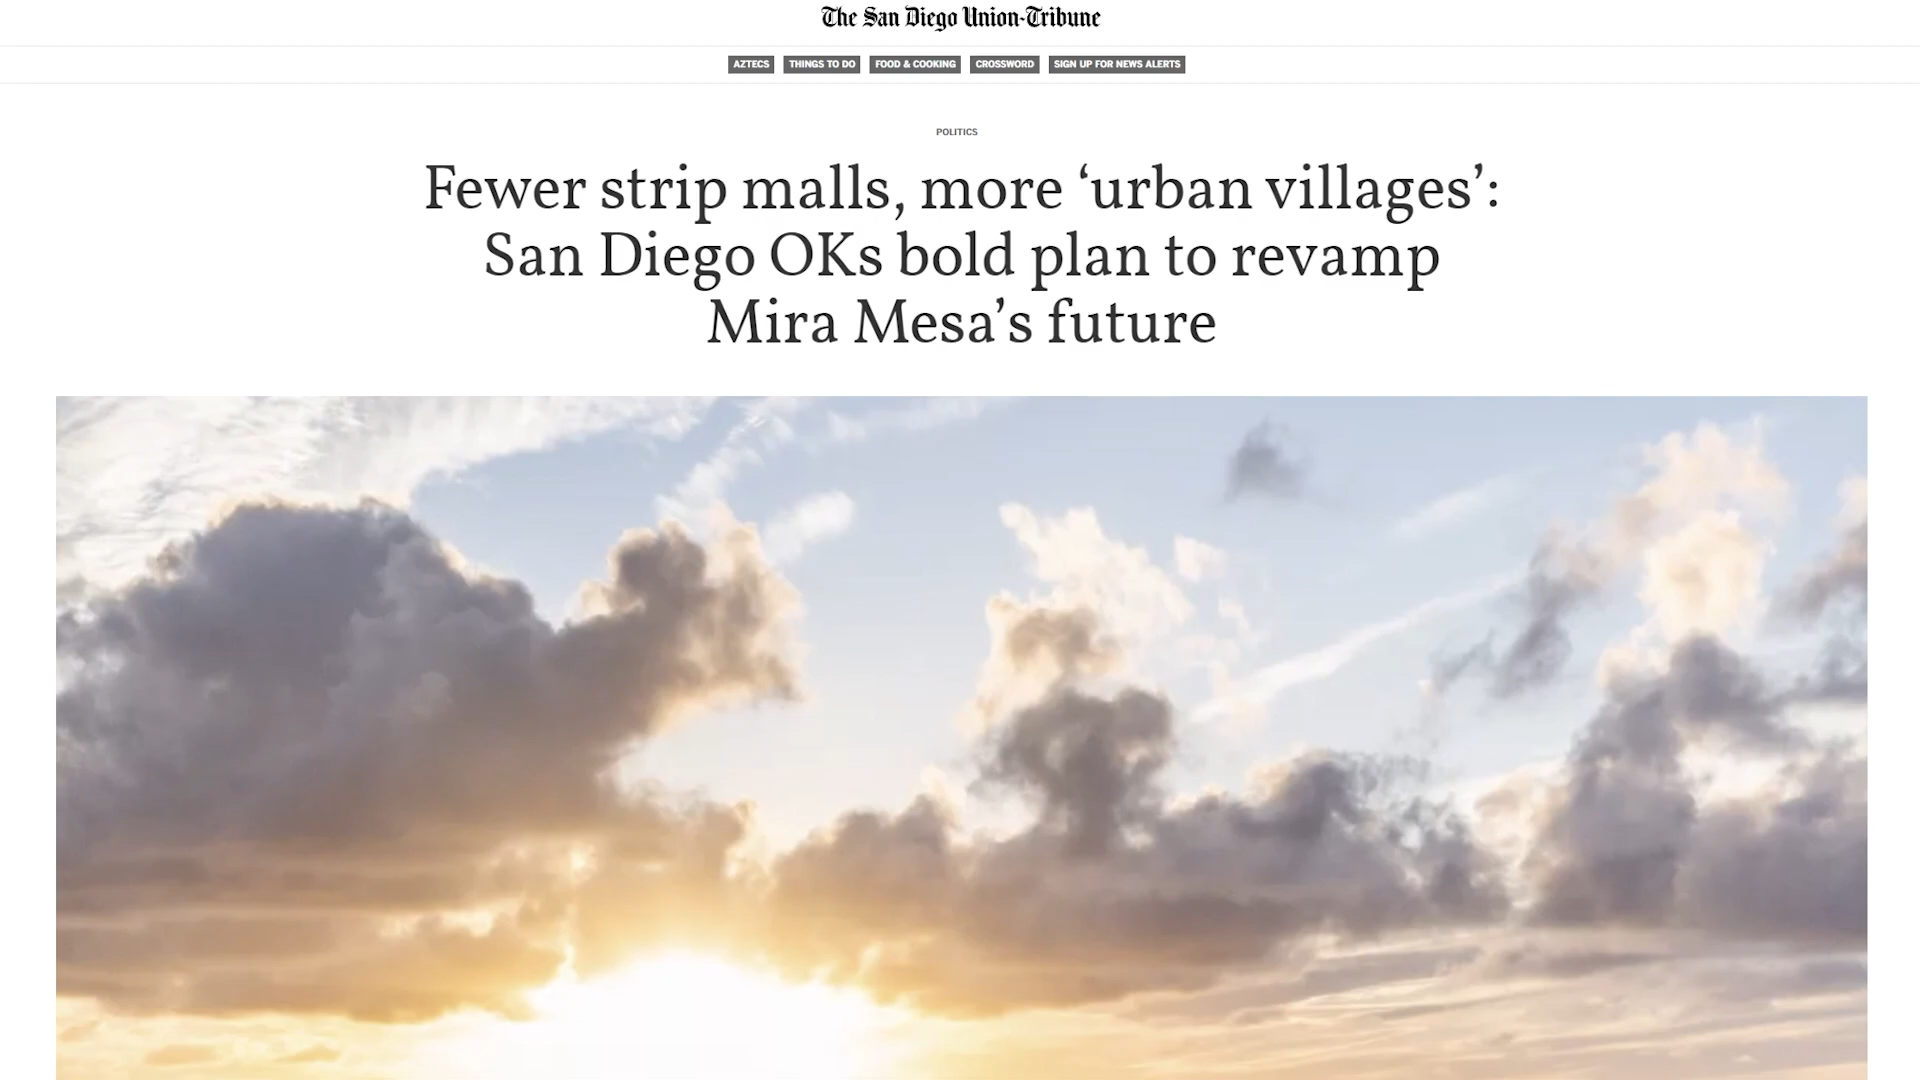 The San Diego Union-Tribune
AZTECS THINGS TO DO FOOD & COOKING CROSSWORD SIGN UP FOR NEWS ALERTS
POLITICS
Fewer strip malls, more ‘urban villages’:
San Diego OKs bold plan to revamp
Mira Mesa’s future